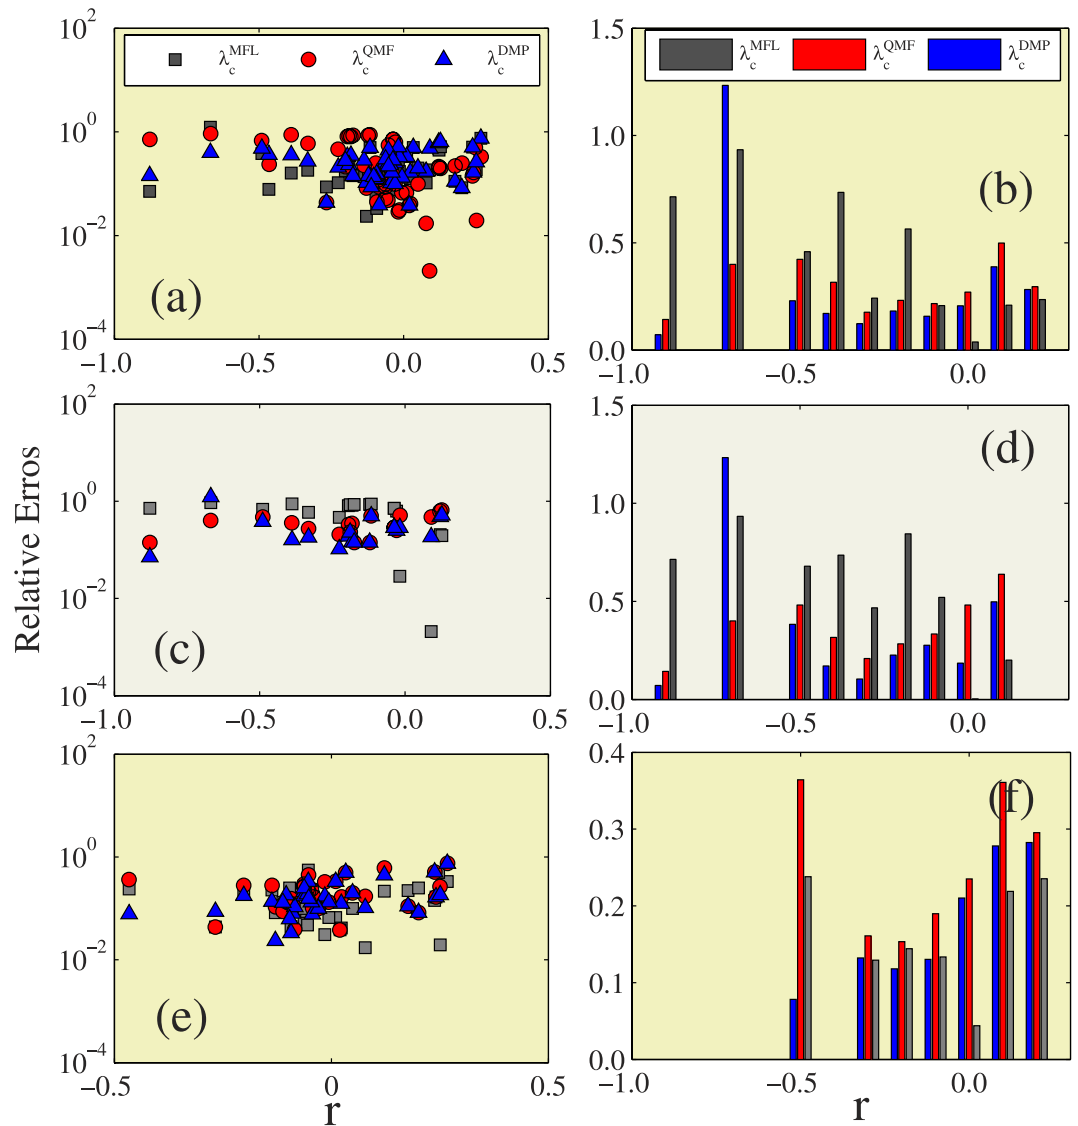 10^2
10^0
10^−2
10^−4
λ_c^MFL λ_c^QMF λ_c^DMP
(a)
−1.0 −0.5 0.0 0.5
1.5
1.0
0.5
0.0
λ_c^MFL λ_c^QMF λ_c^DMP
(b)
−1.0 −0.5 0.0
Relative Erros
10^2
10^0
10^−2
10^−4
(c)
−1.0 −0.5 0.0 0.5
1.5
1.0
0.5
0.0
(d)
−1.0 −0.5 0.0
10^2
10^0
10^−2
10^−4
(e)
−0.5 0 0.5
r
0.4
0.3
0.2
0.1
0.0
(f)
−1.0 −0.5 0.0
r